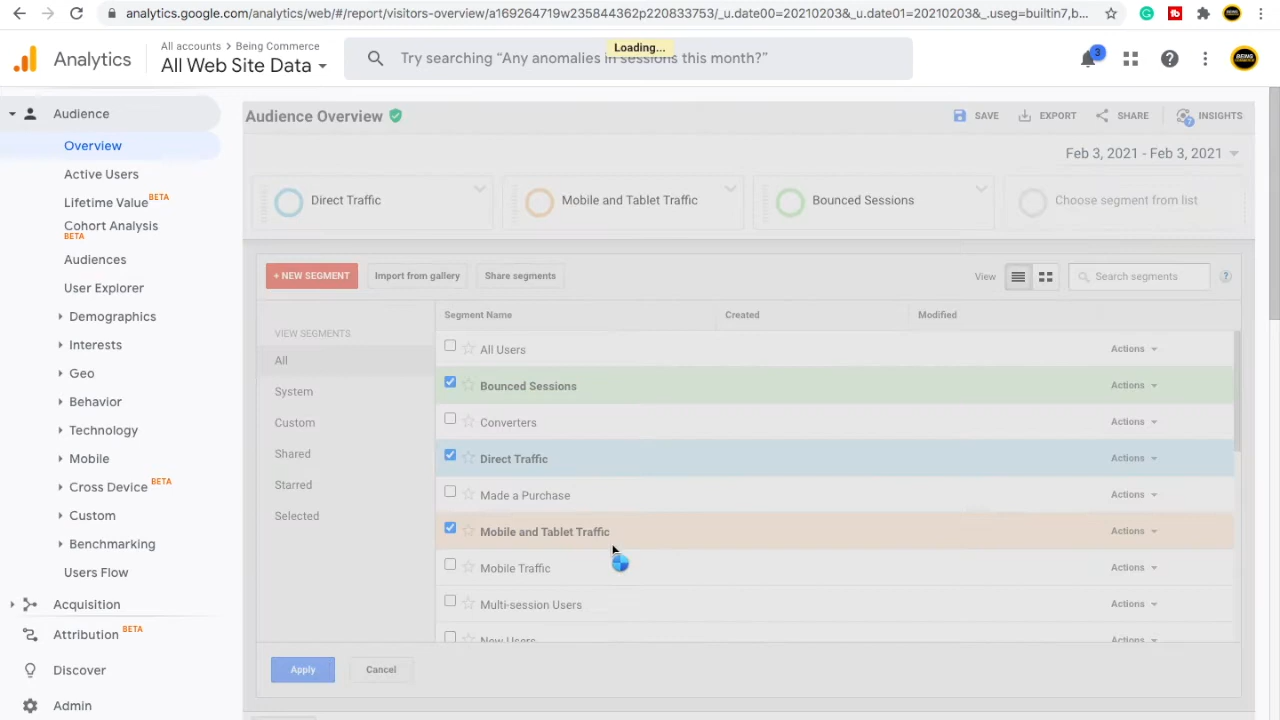 analytics.google.com/analytics/web/#/report/visitors-overview/a169264719w235844362p220833753/_u.date00=20210203&_u.date01=20210203&_.useg=builtin7,b...
Analytics
All accounts > Being Commerce
All Web Site Data
Try searching "Any anomalies in sessions this month?"
Loading...
3
Audience
Overview
Active Users
Lifetime Value BETA
Cohort Analysis
BETA
Audiences
User Explorer
Demographics
Interests
Geo
Behavior
Technology
Mobile
Cross Device BETA
Custom
Benchmarking
Users Flow
Acquisition
Attribution BETA
Discover
Admin
Audience Overview
SAVE
EXPORT
SHARE
7
INSIGHTS
Feb 3, 2021 - Feb 3, 2021
Direct Traffic
Mobile and Tablet Traffic
Bounced Sessions
Choose segment from list
+ NEW SEGMENT
Import from gallery
Share segments
View
Search segments
?
VIEW SEGMENTS
All
System
Custom
Shared
Starred
Selected
Segment Name Created Modified
All Users Actions
Bounced Sessions Actions
Converters Actions
Direct Traffic Actions
Made a Purchase Actions
Mobile and Tablet Traffic Actions
Mobile Traffic Actions
Multi-session Users Actions
New Users Actions
Apply
Cancel